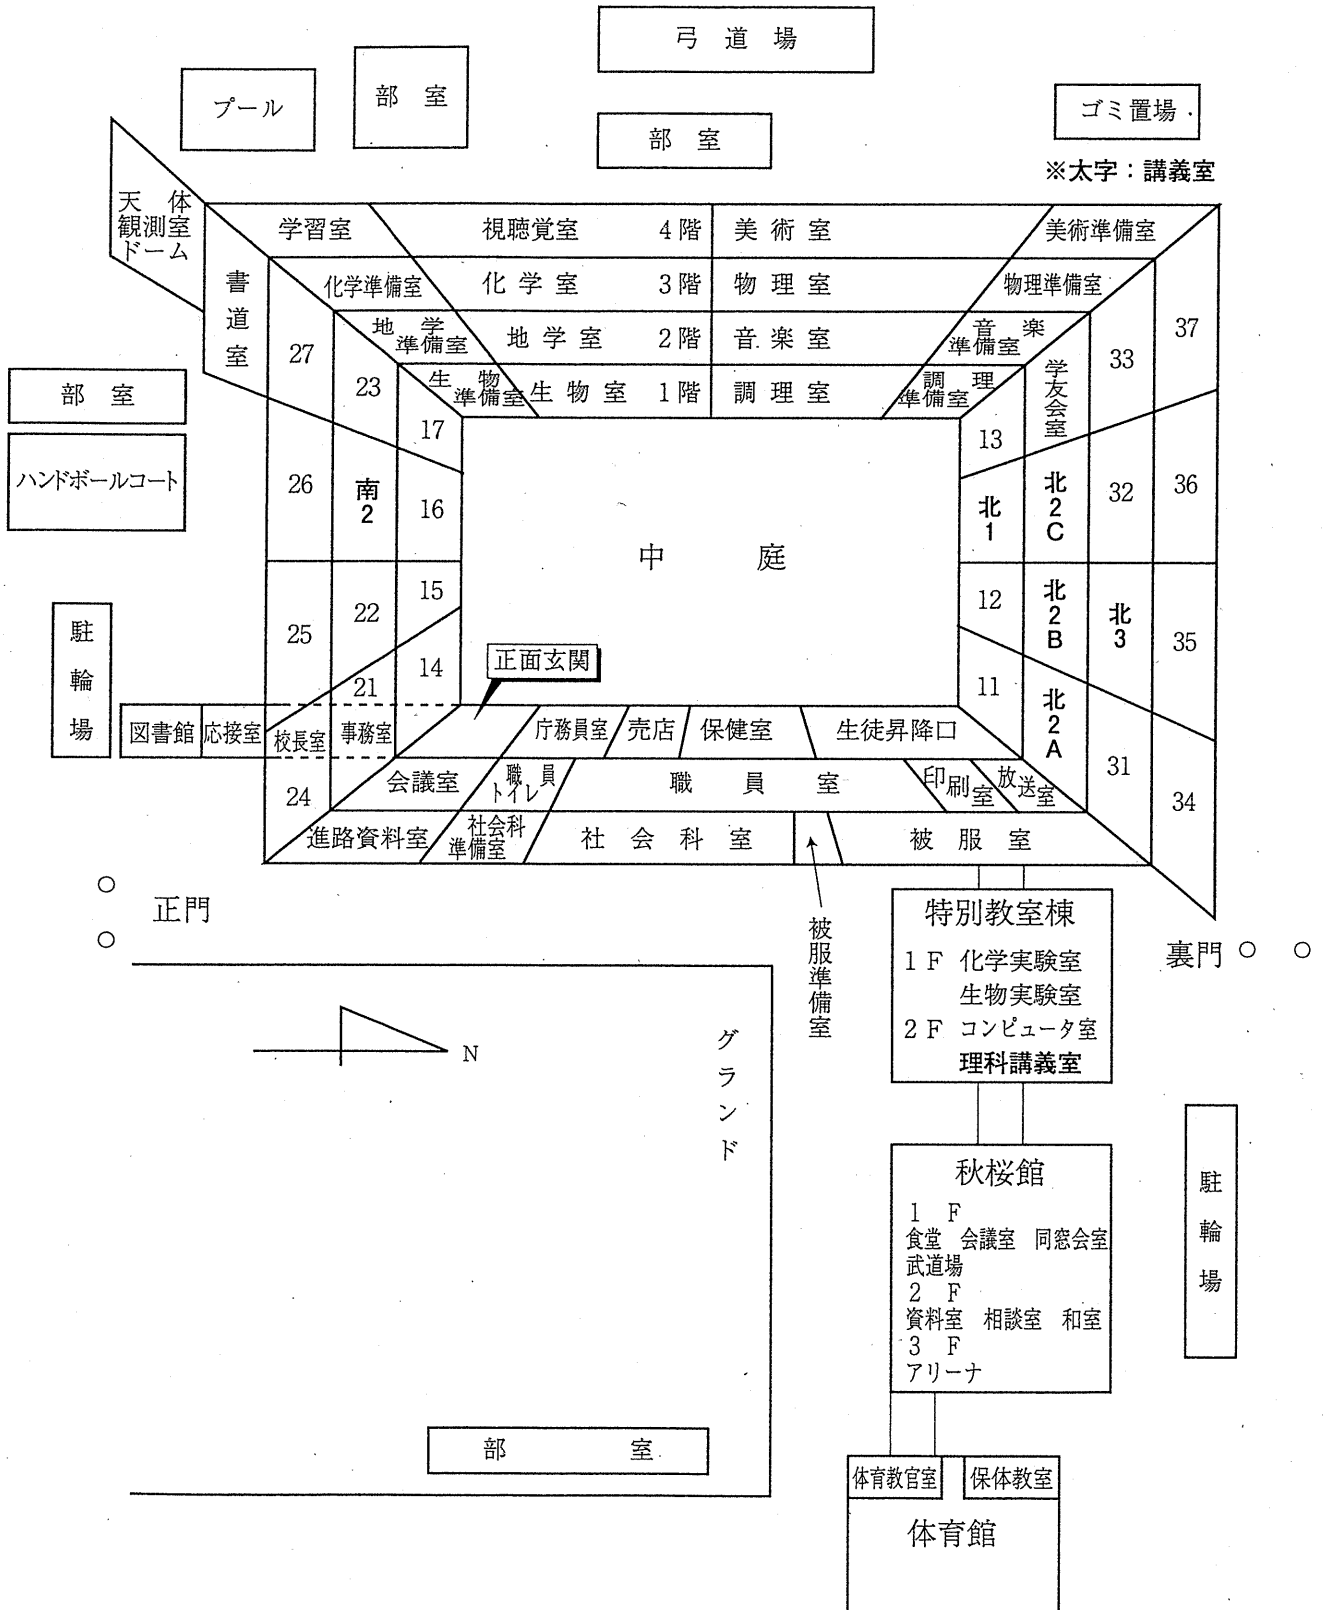 弓道場
部室
プール
部室
ゴミ置場
※太字：講義室
天体
観測室
ドーム
学習室 視聴覚室 4階 美術室 美術準備室
化学準備室 化学室 3階 物理室 物理準備室
地学
準備室
地学室 2階 音楽室
音楽
準備室
生物
準備室
生物室 1階 調理室
調理
準備室
書道室
27
23
17
26
南2
16
25
22
15
24
21
14
13
北1
12
11
学友会室
北2C
北2B
北2A
33
32
北3
31
37
36
35
34
部室
ハンドボールコート
駐輪場
中庭
正面玄関
図書館 応接室 校長室 事務室
庁務員室 売店 保健室 生徒昇降口
会議室
職員
トイレ
職員室 印刷室 放送室
進路資料室
社会科
準備室
社会科室
被服準備室
被服室
正門
裏門
特別教室棟
1F 化学実験室
生物実験室
2F コンピュータ室
理科講義室
N
グランド
秋桜館
1F
食堂 会議室 同窓会室
武道場
2F
資料室 相談室 和室
3F
アリーナ
駐輪場
部室
体育教官室 保体教室
体育館